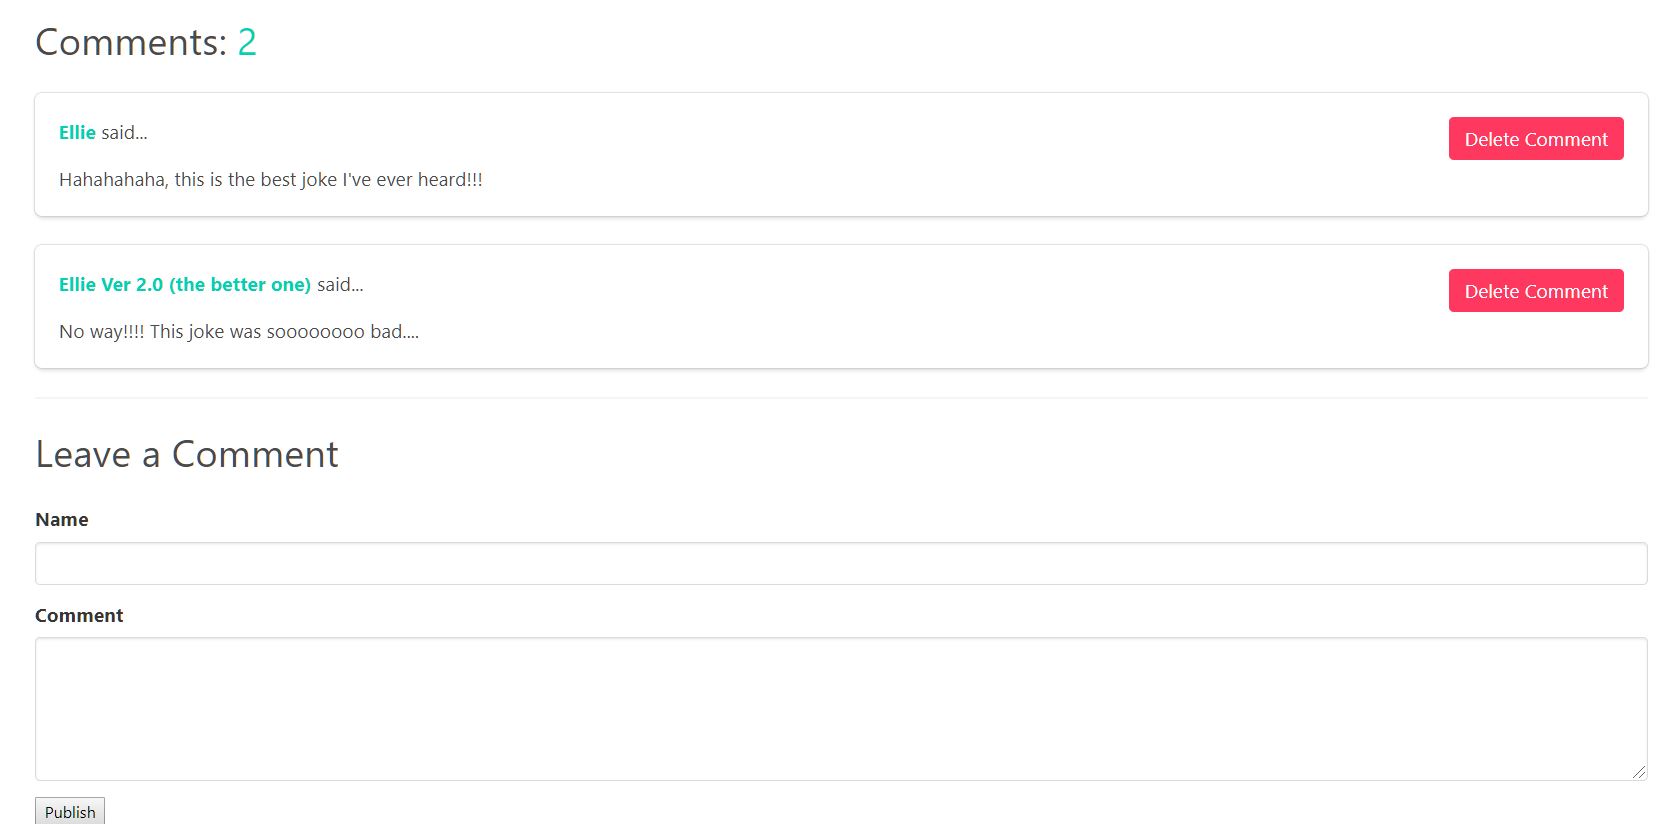 Comments: 2
Ellie said...
Delete Comment
Hahahahaha, this is the best joke I've ever heard!!!
Ellie Ver 2.0 (the better one) said...
Delete Comment
No way!!!! This joke was soooooooo bad....
Leave a Comment
Name
Comment
Publish